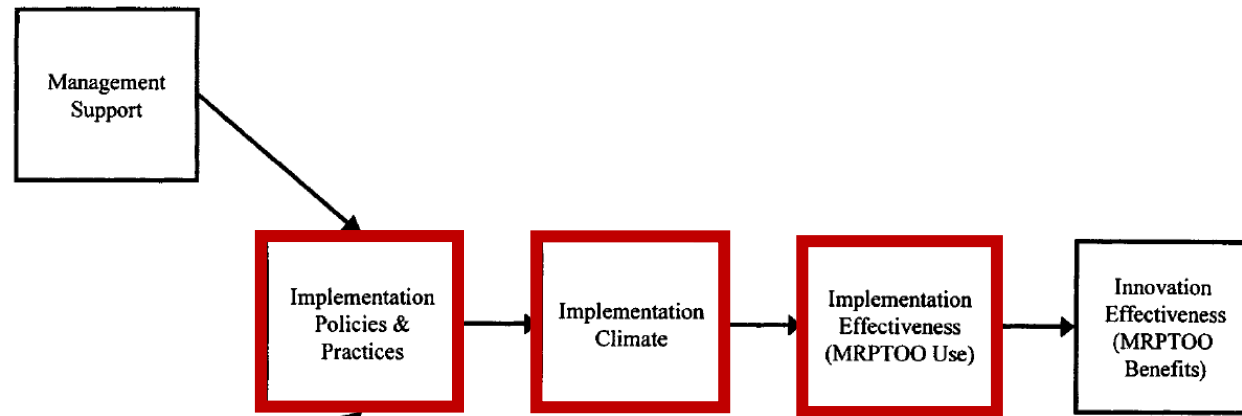 Management
Support
Implementation
Policies &
Practices
Implementation
Climate
Implementation
Effectiveness
(MRPTOO Use)
Innovation
Effectiveness
(MRPTOO
Benefits)